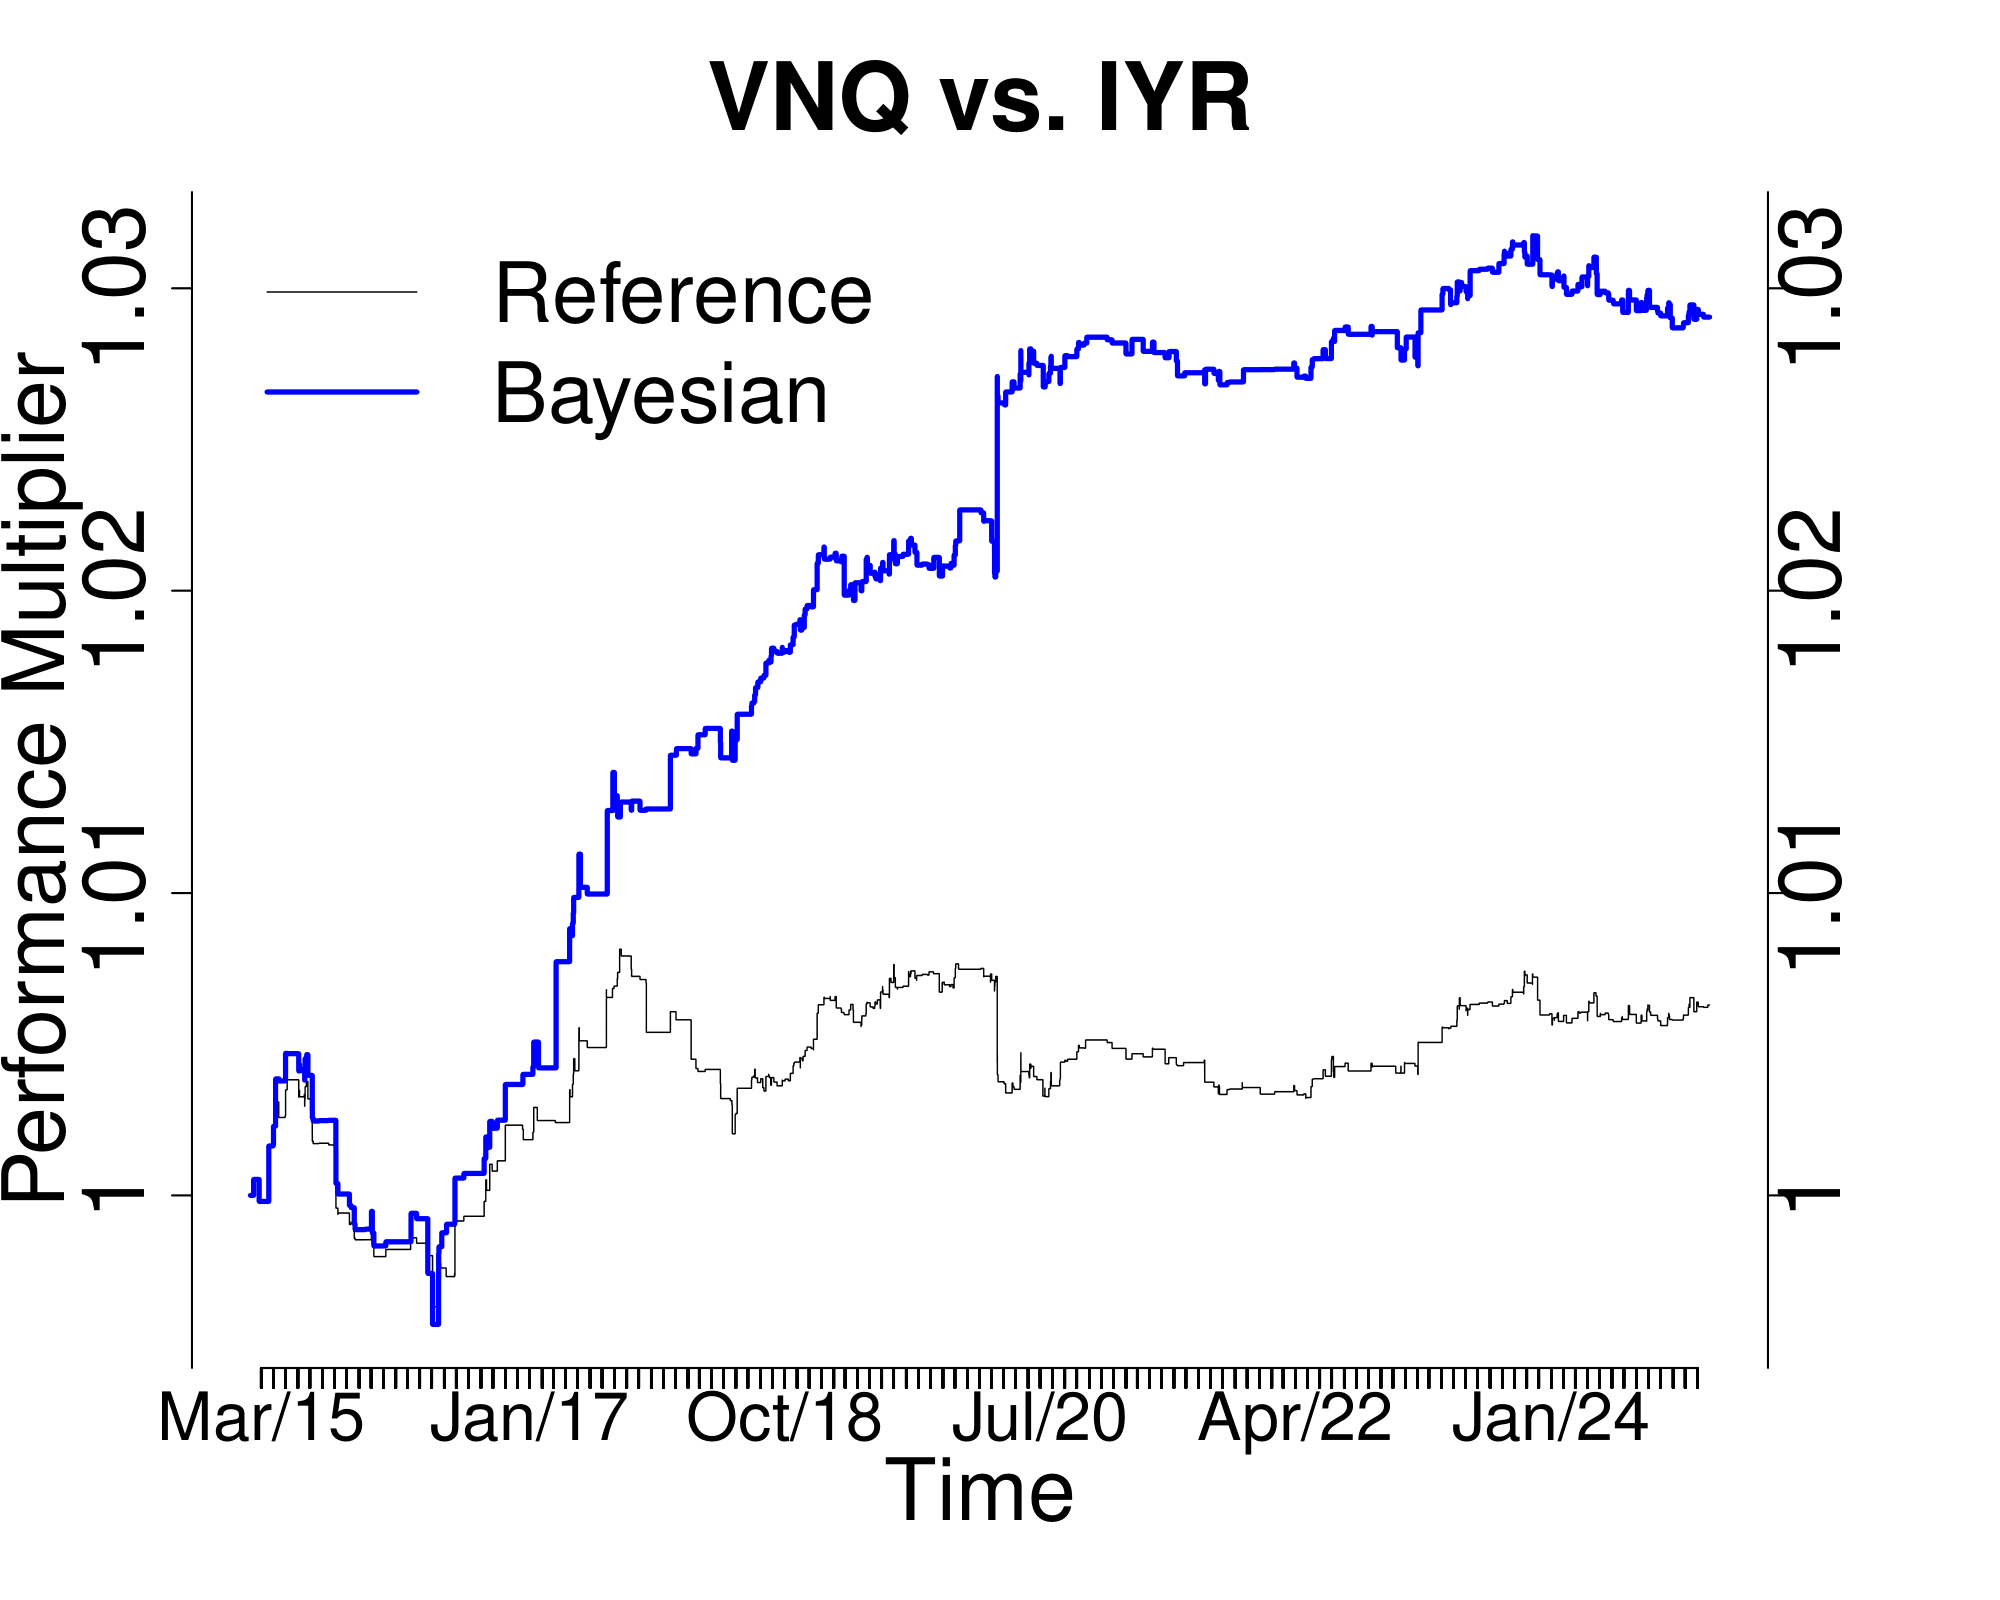 VNQ vs. IYR
Reference
Bayesian
Performance Multiplier
1.03
1.02
1.01
1
1.03
1.02
1.01
1
Mar/15 Jan/17 Oct/18 Jul/20 Apr/22 Jan/24
Time